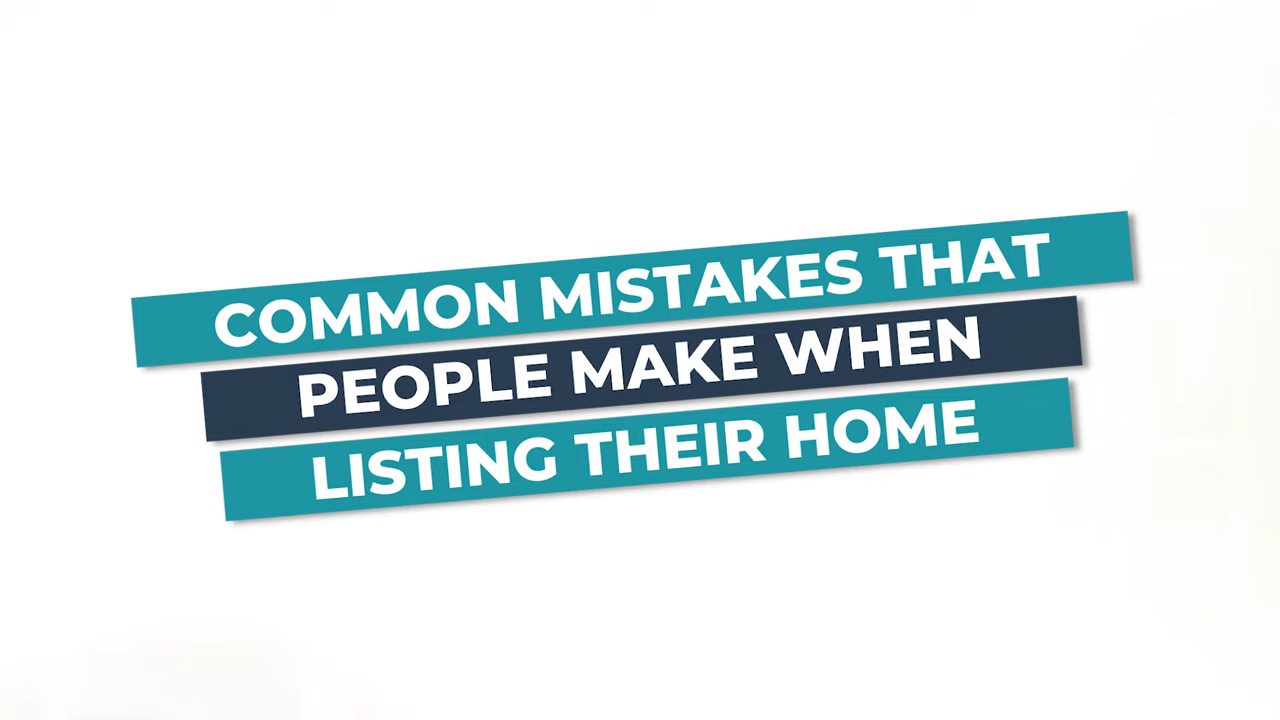 COMMON MISTAKES THAT
PEOPLE MAKE WHEN
LISTING THEIR HOME